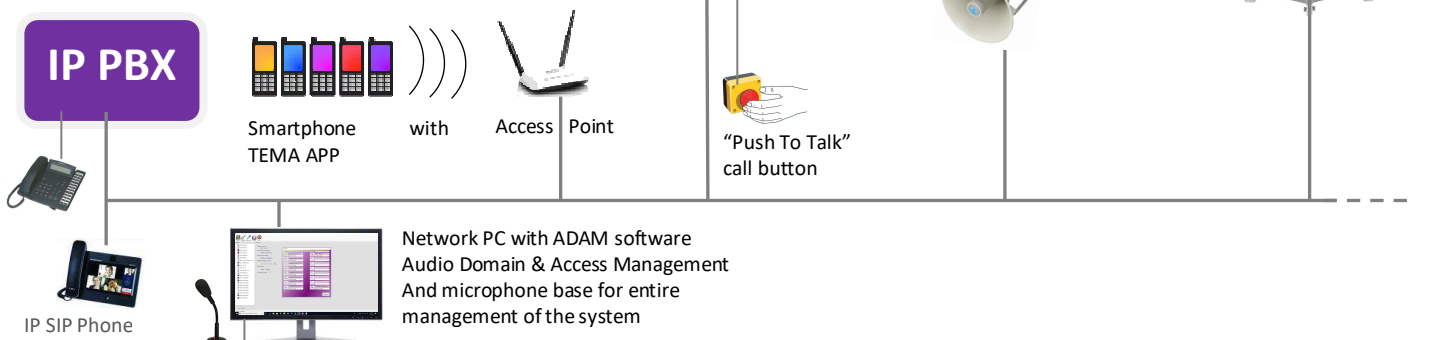 IP PBX
Smartphone with
TEMA APP
Access Point
“Push To Talk”
call button
Network PC with ADAM software
Audio Domain & Access Management
And microphone base for entire
management of the system
IP SIP Phone